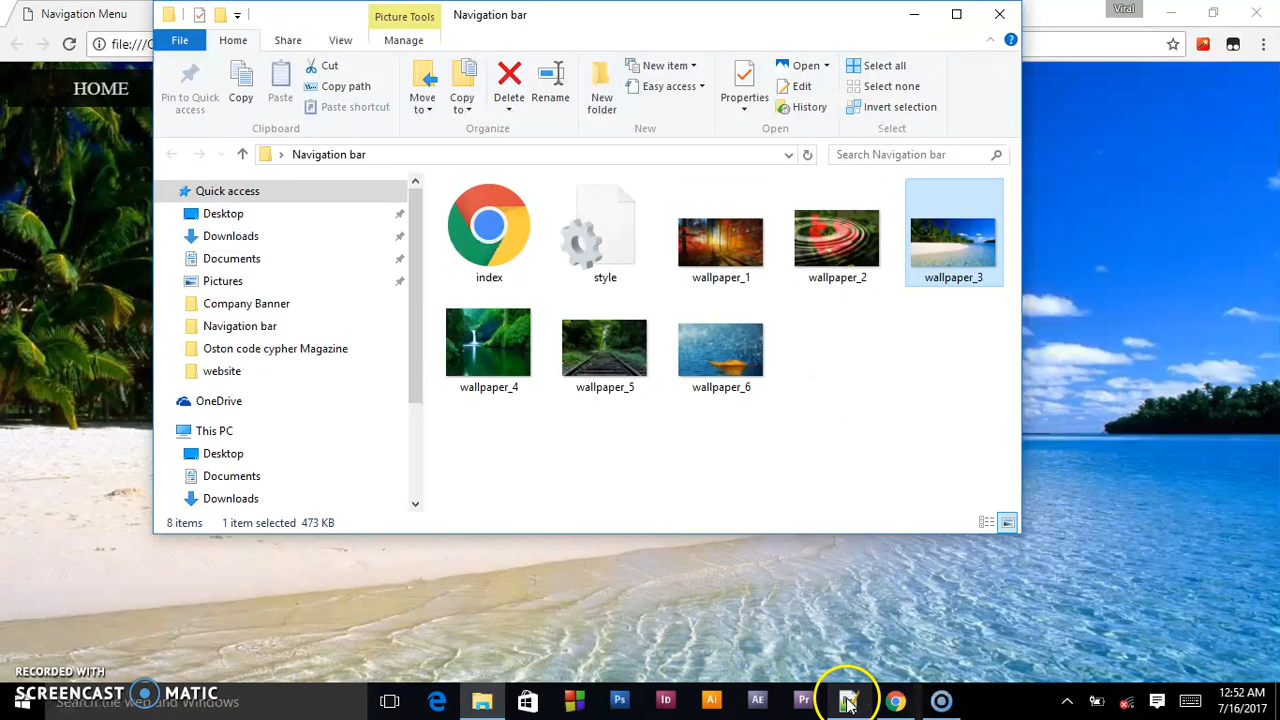 Navigation Menu
Picture Tools
Navigation bar
Viral
File
Home
Share
View
Manage
file:///C
HOME
Pin to Quick access
Copy
Paste
Cut
Copy path
Paste shortcut
Clipboard
Move to
Copy to
Delete
Rename
Organize
New folder
New item
Easy access
New
Properties
Open
Edit
History
Open
Select all
Select none
Invert selection
Select
Navigation bar
Search Navigation bar
Quick access
Desktop
Downloads
Documents
Pictures
Company Banner
Navigation bar
Oston code cypher Magazine
website
OneDrive
This PC
Desktop
Documents
Downloads
index
style
wallpaper_1
wallpaper_2
wallpaper_3
wallpaper_4
wallpaper_5
wallpaper_6
8 items
1 item selected 473 KB
RECORDED WITH
SCREENCAST MATIC
Search the web and Windows
Ps
Id
Ai
AE
Pr
12:52 AM
7/16/2017